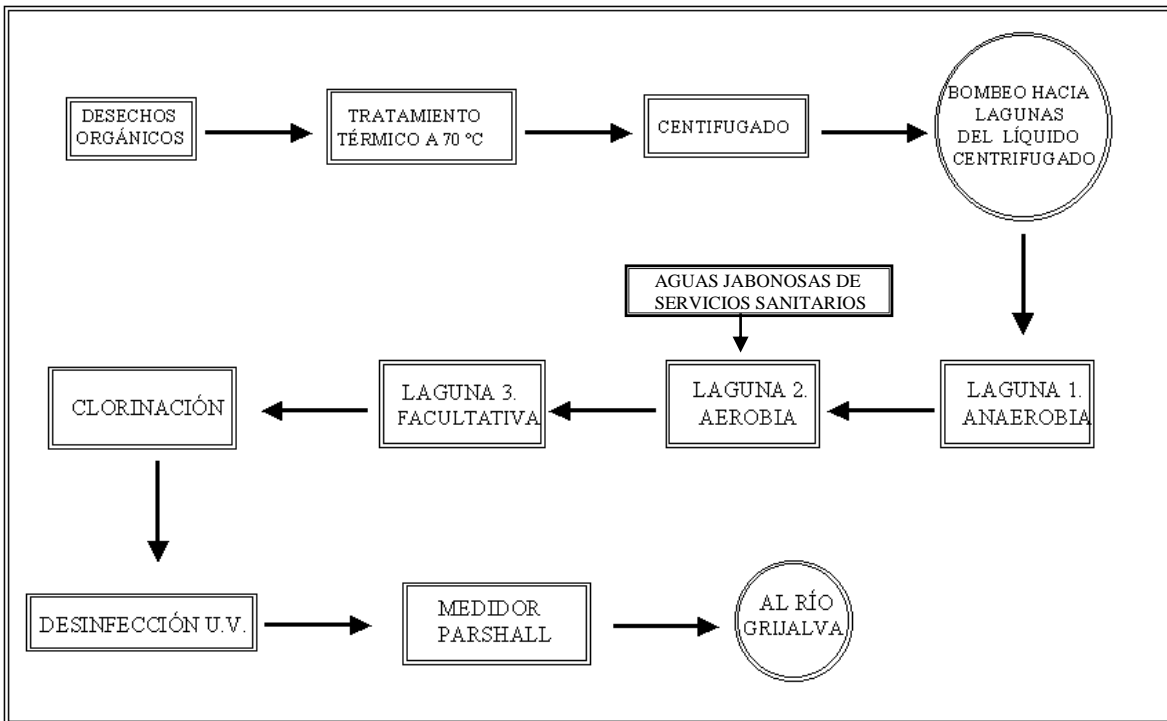 DESECHOS
ORGÁNICOS
TRATAMIENTO
TÉRMICO A 70 ºC
CENTIFUGADO
BOMBEO HACIA
LAGUNAS
DEL LÍQUIDO
CENTRIFUGADO
AGUAS JABONOSAS DE
SERVICIOS SANITARIOS
LAGUNA 1.
ANAEROBIA
LAGUNA 2.
AEROBIA
LAGUNA 3.
FACULTATIVA
CLORINACIÓN
DESINFECCIÓN U.V.
MEDIDOR
PARSHALL
AL RÍO
GRIJALVA